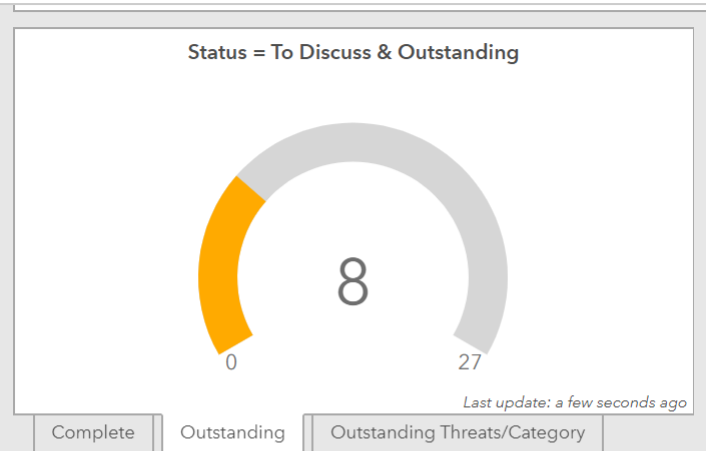 Status = To Discuss & Outstanding
8
0
27
Last update: a few seconds ago
Complete
Outstanding
Outstanding Threats/Category